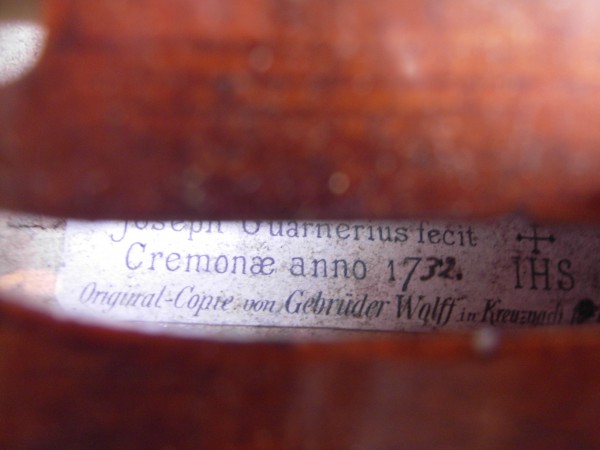 Joseph Guarnerius fecit
Cremonæ anno 1732. IHS
Original-Copie von Gebrüder Wolff in Kreuznach